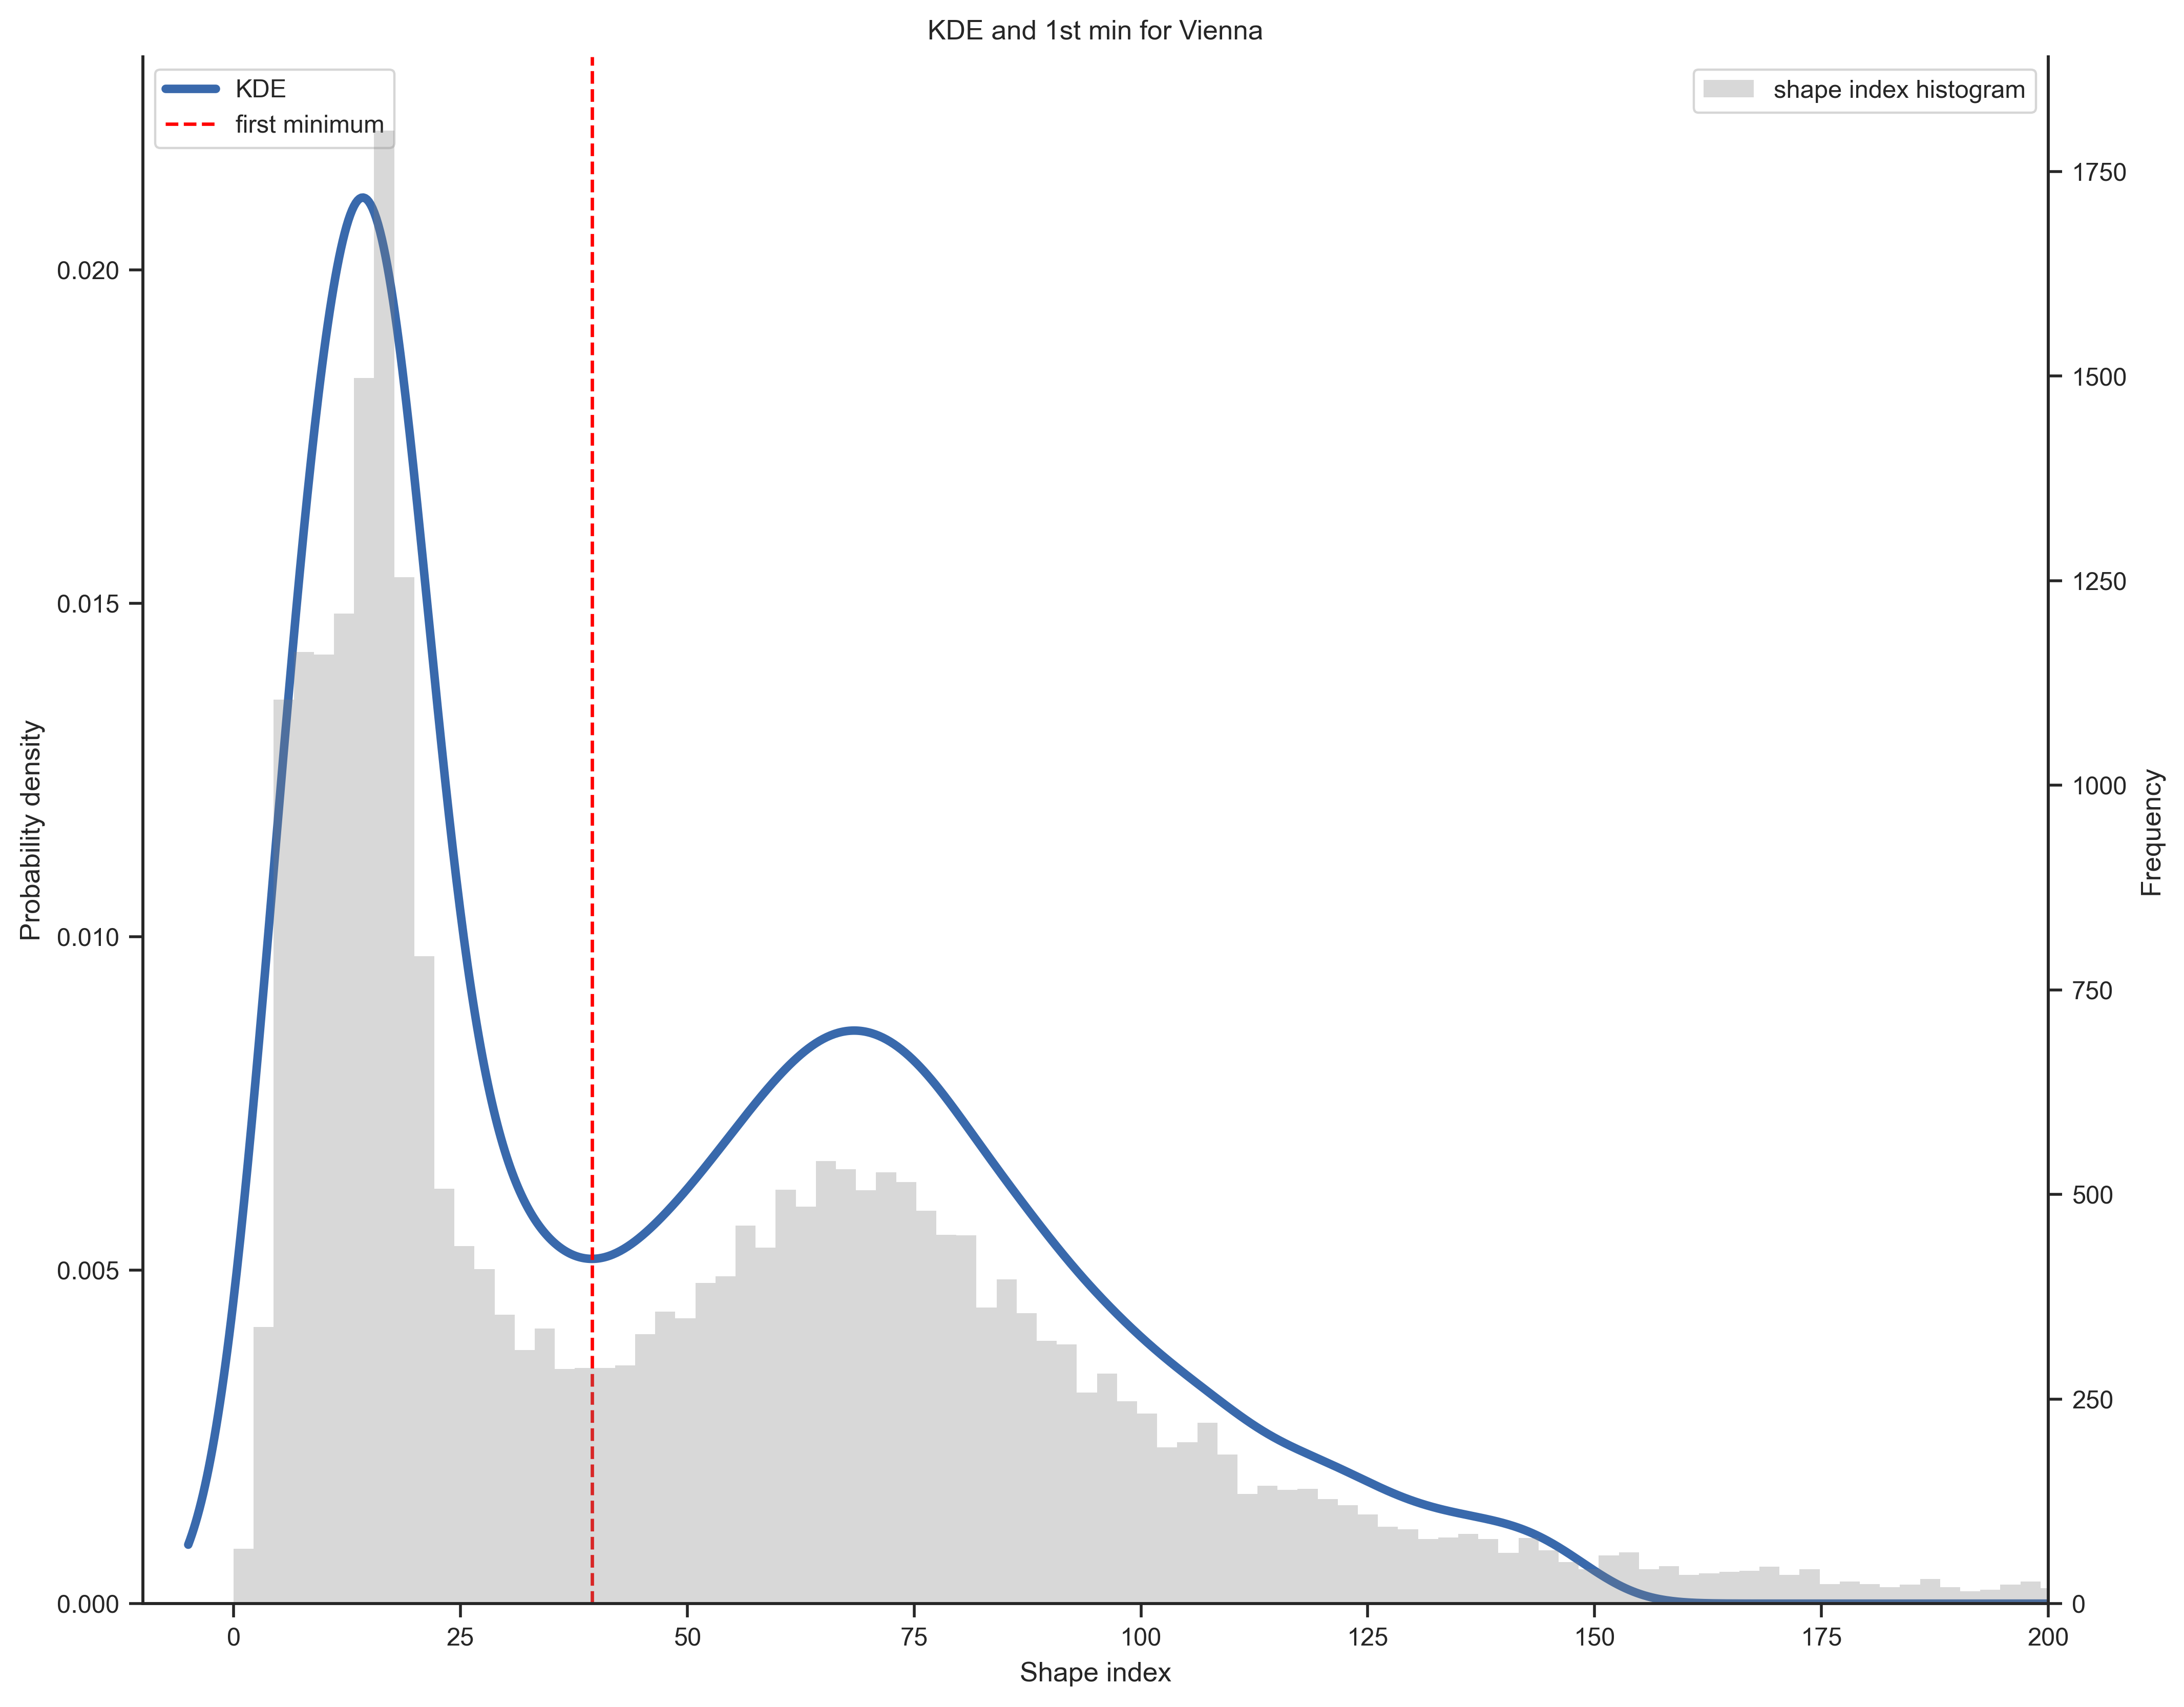 KDE and 1st min for Vienna
KDE
first minimum
shape index histogram
Probability density
0.020
0.015
0.010
0.005
0.000
1750
1500
1250
1000
750
500
250
0
Frequency
0 25 50 75 100 125 150 175 200
Shape index